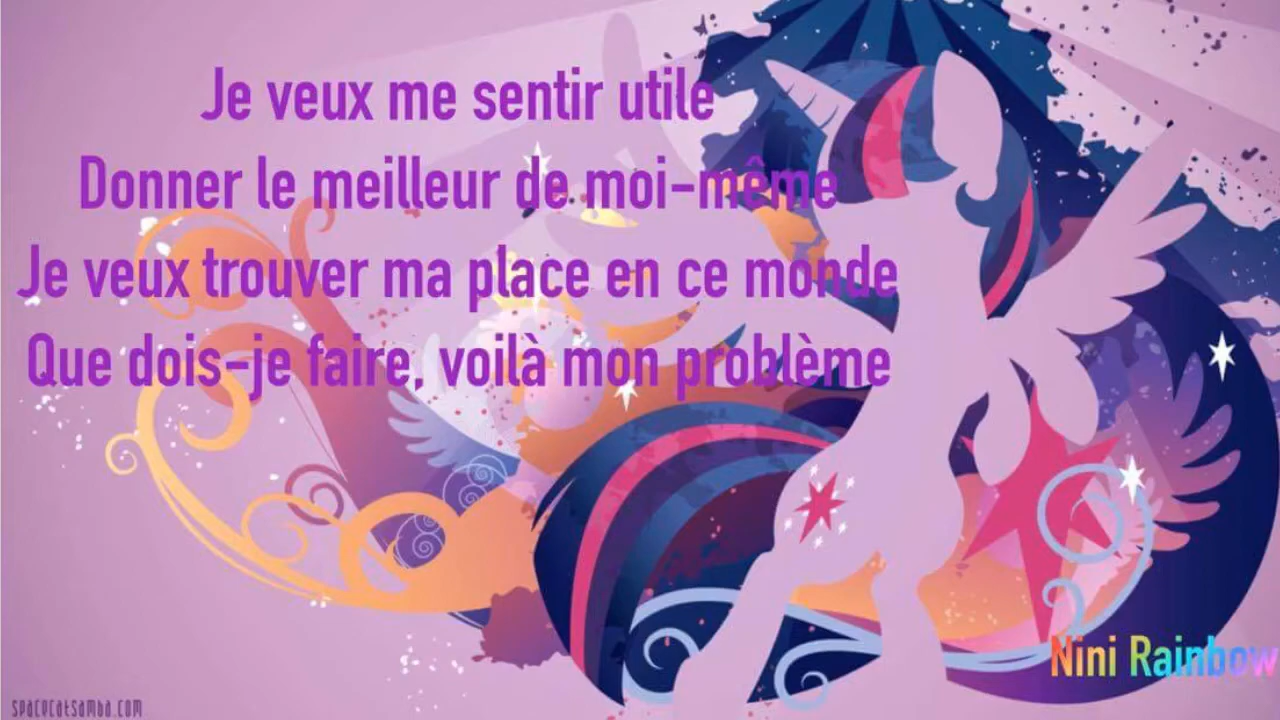 Je veux me sentir utile
Donner le meilleur de moi-même
Je veux trouver ma place en ce monde
Que dois-je faire, voilà mon problème
Nini Rainbow
spacecatsamba.com